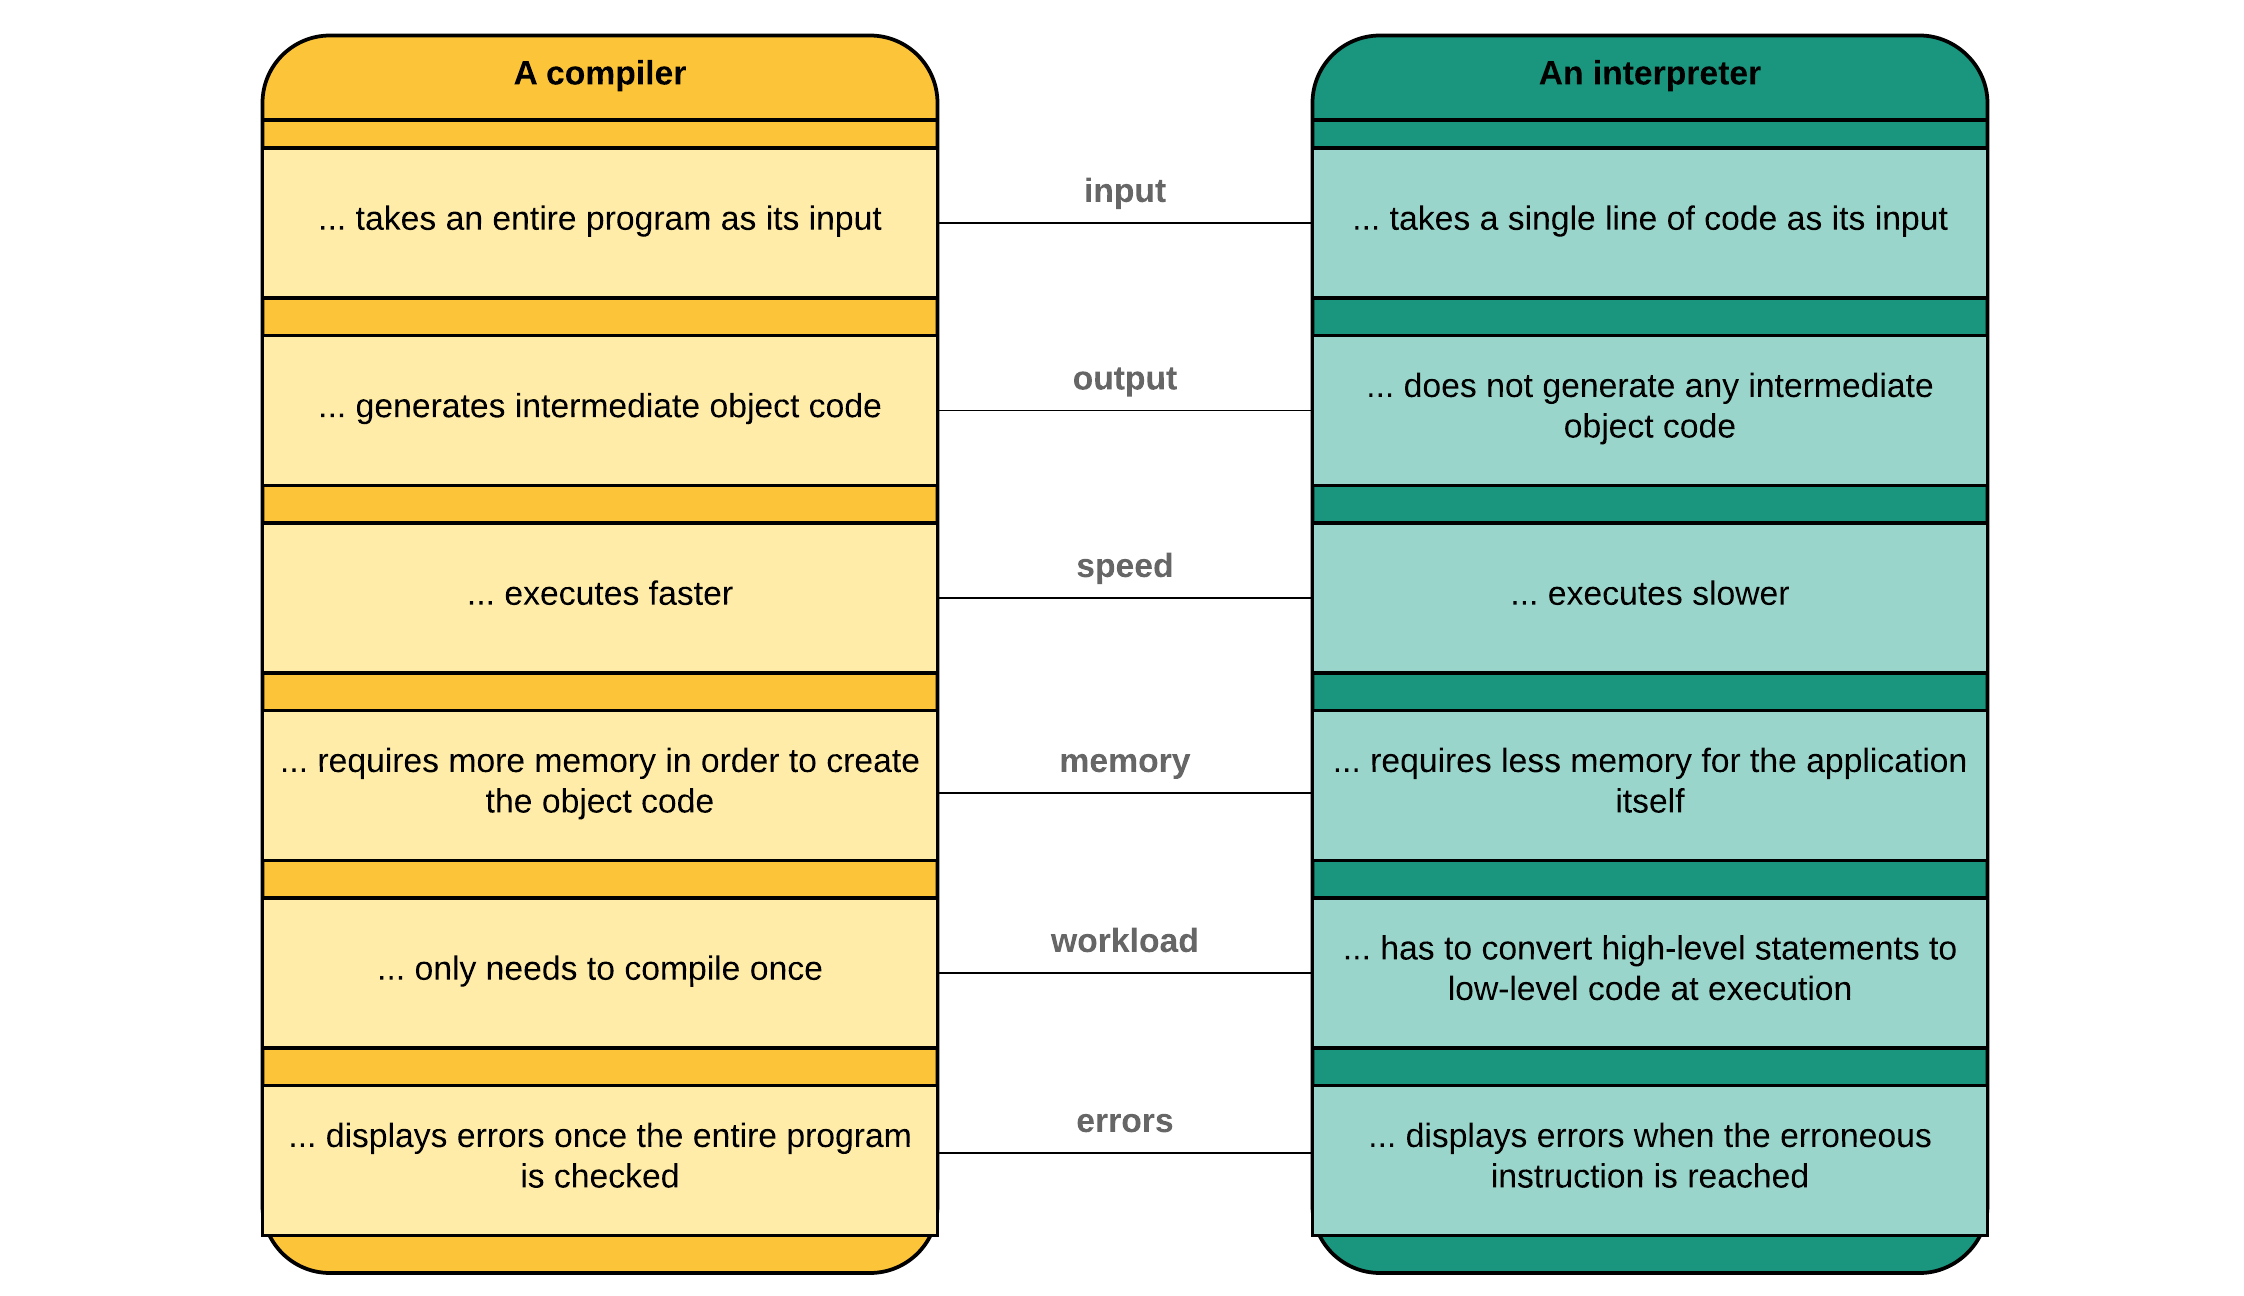 A compiler
An interpreter
... takes an entire program as its input
input
... takes a single line of code as its input
... generates intermediate object code
output
... does not generate any intermediate
object code
... executes faster
speed
... executes slower
... requires more memory in order to create
the object code
memory
... requires less memory for the application
itself
... only needs to compile once
workload
... has to convert high-level statements to
low-level code at execution
... displays errors once the entire program
is checked
errors
... displays errors when the erroneous
instruction is reached